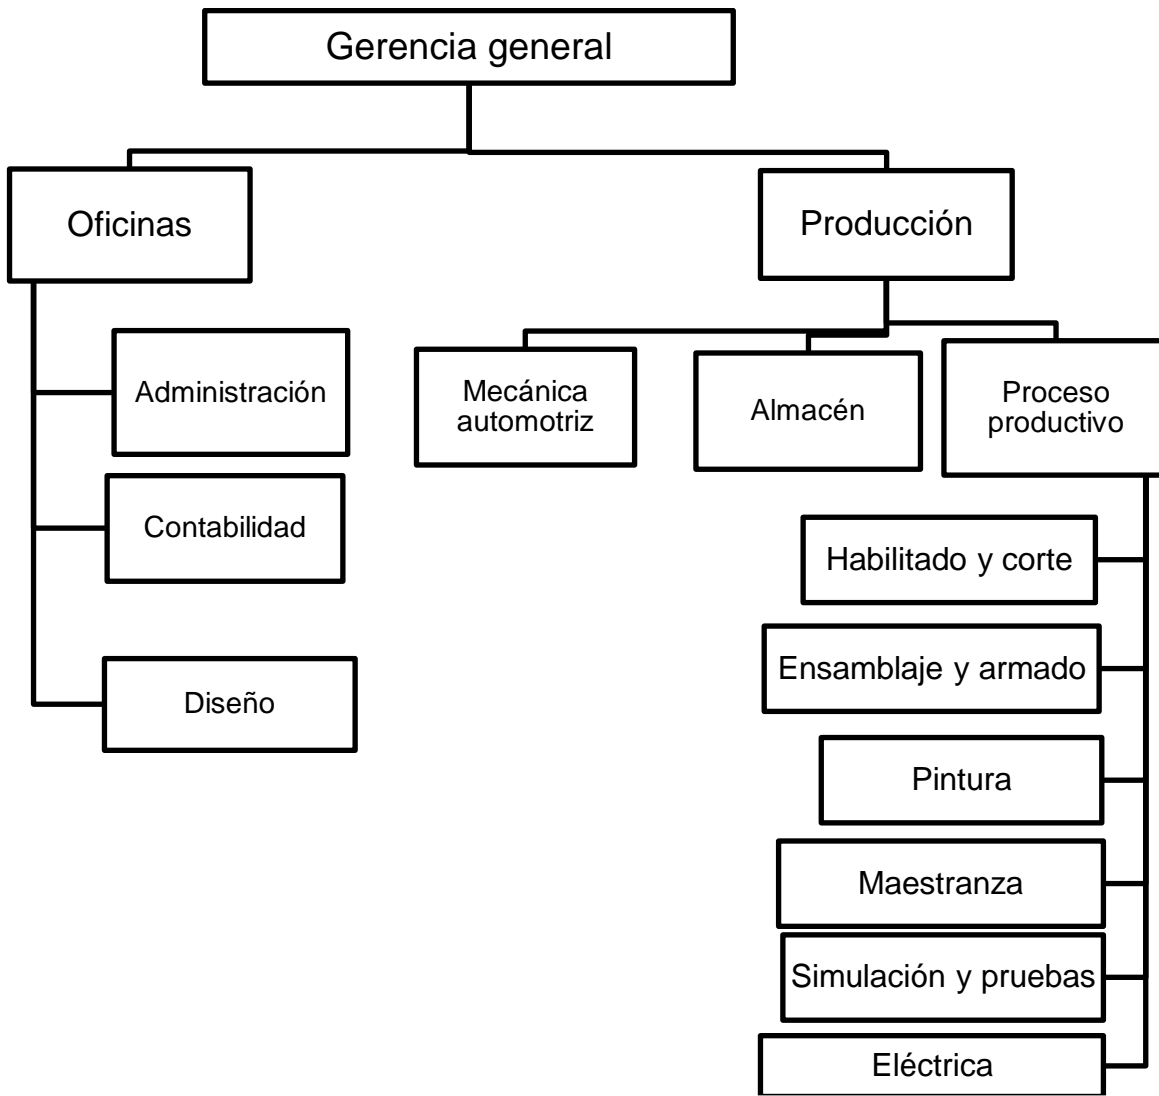 Gerencia general
Oficinas
Producción
Administración
Contabilidad
Diseño
Mecánica
automotriz
Almacén
Proceso
productivo
Habilitado y corte
Ensamblaje y armado
Pintura
Maestranza
Simulación y pruebas
Eléctrica